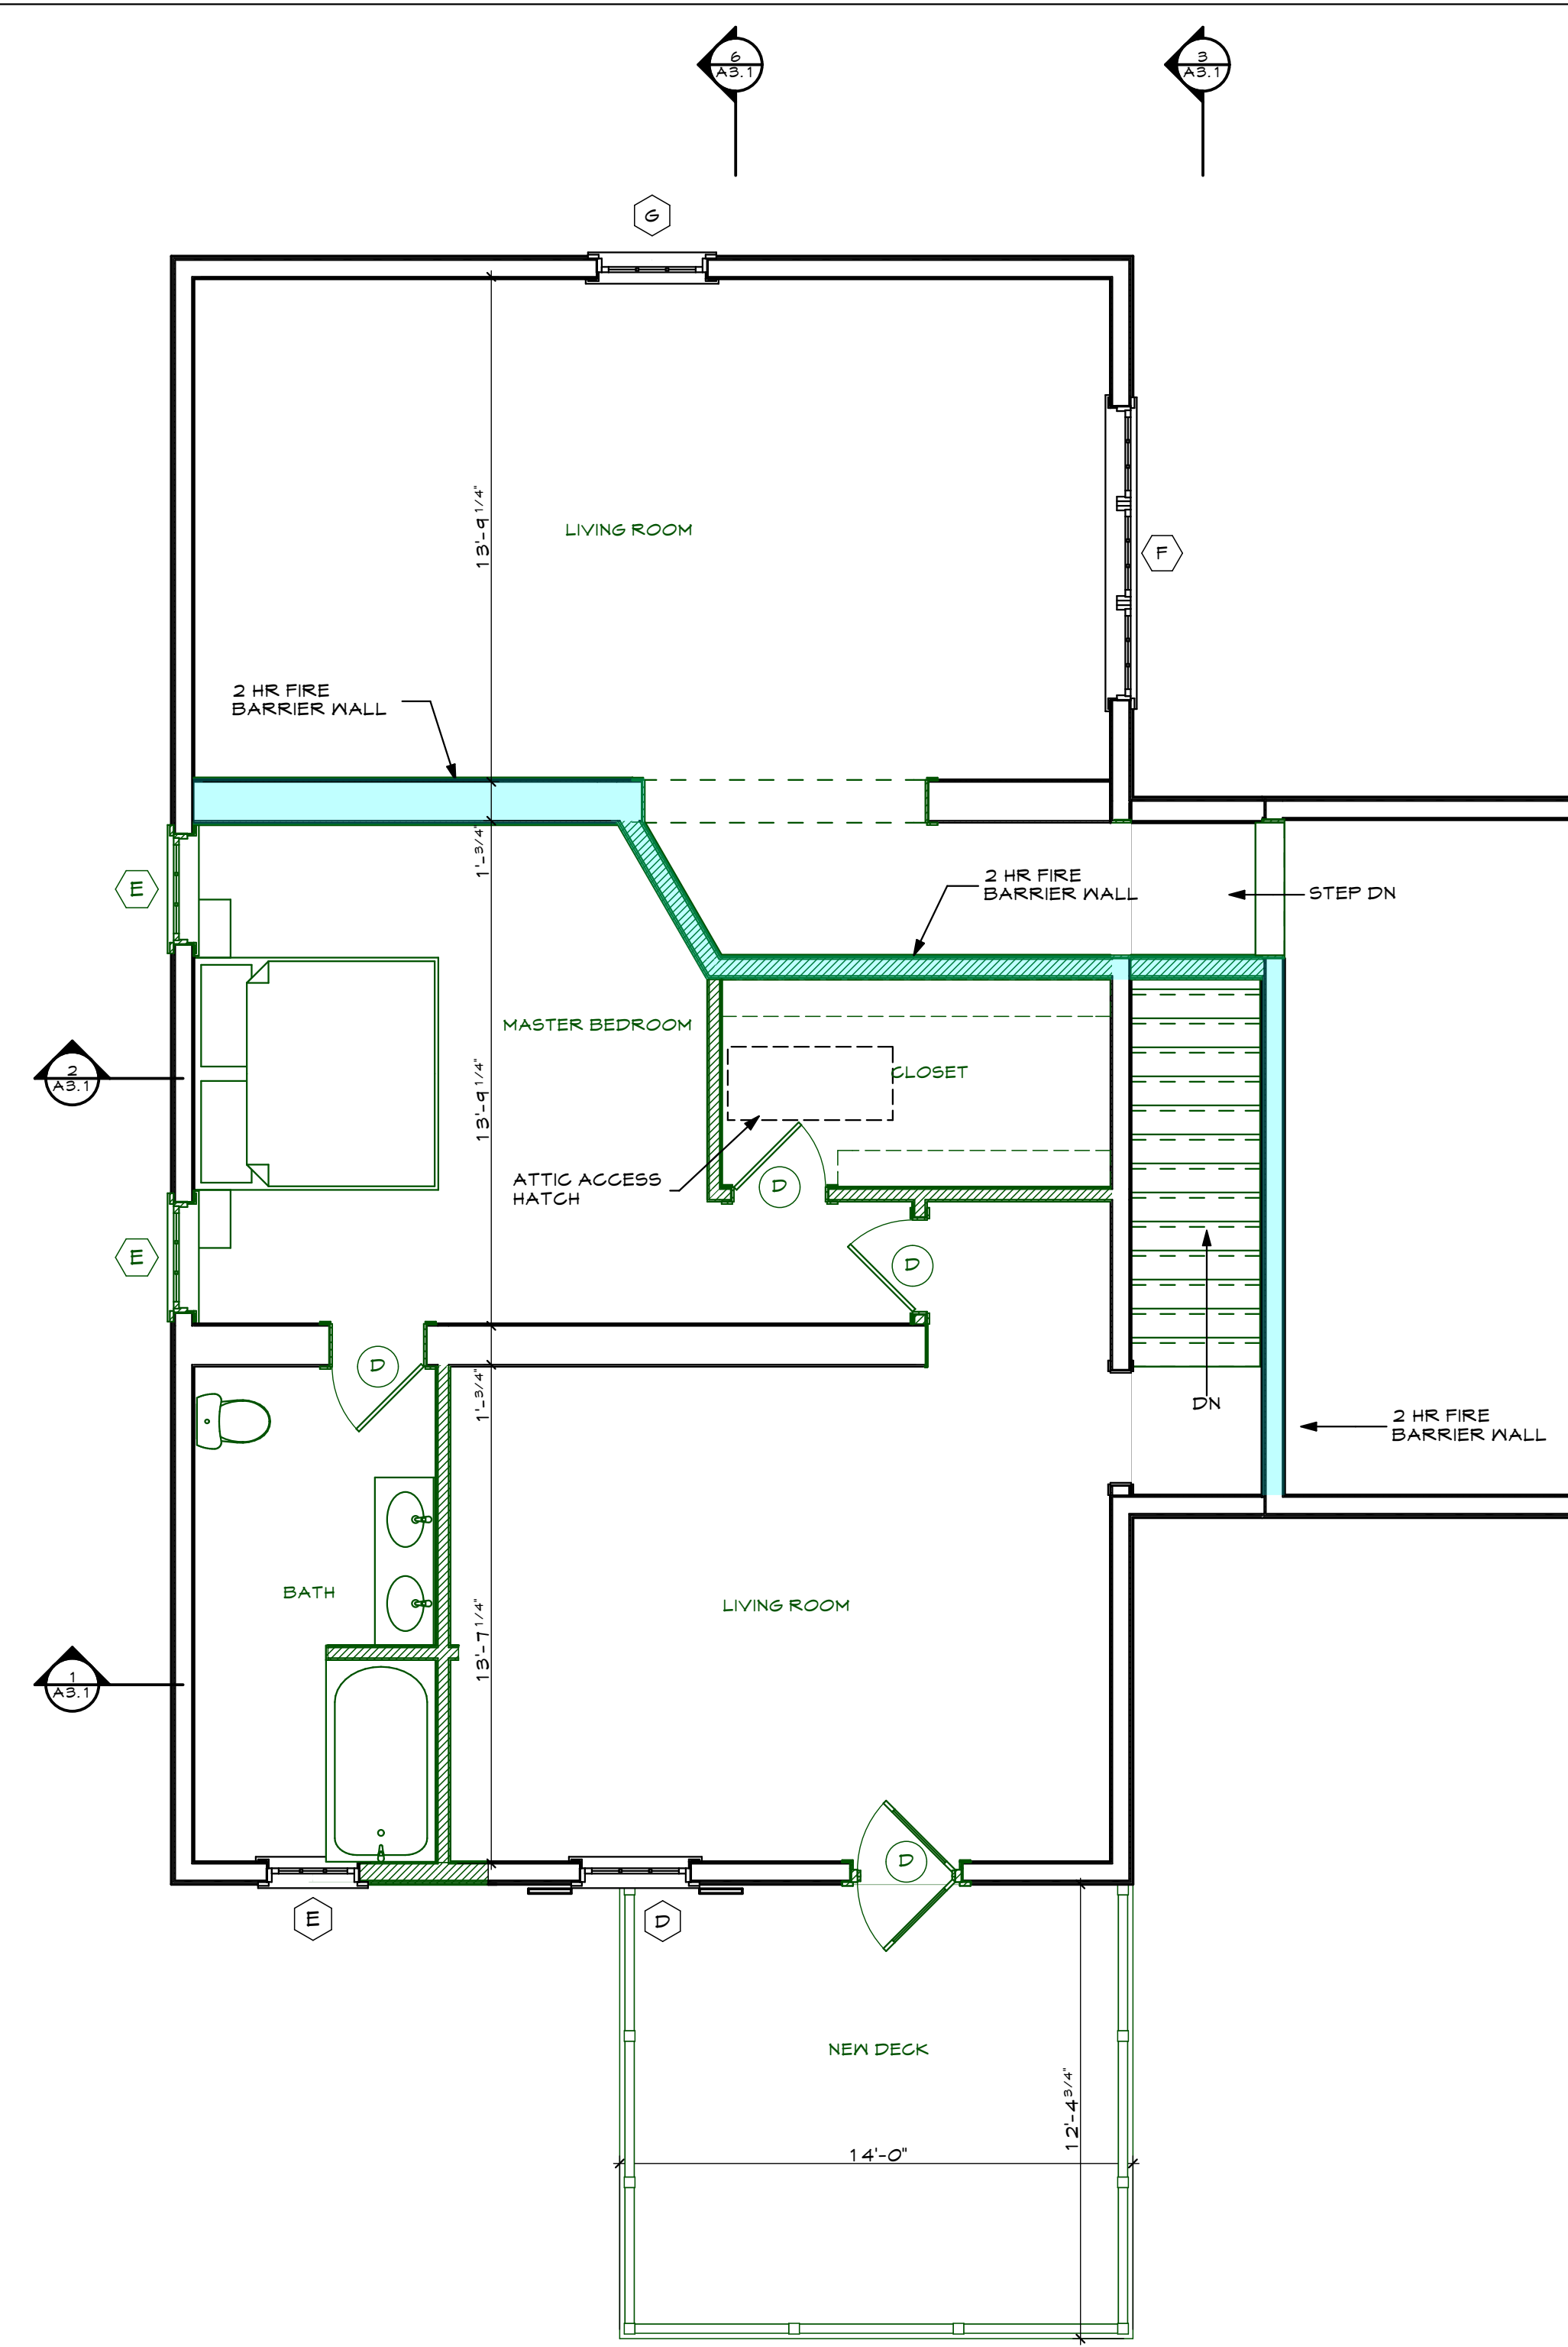 6
A3.1
3
A3.1
G
13'-9 1/4"
LIVING ROOM
F
2 HR FIRE
BARRIER WALL
1'-3/4"
E
2 HR FIRE
BARRIER WALL
STEP DN
MASTER BEDROOM
2
A3.1
13'-9 1/4"
CLOSET
ATTIC ACCESS
HATCH
D
E
D
D
1'-3/4"
DN
2 HR FIRE
BARRIER WALL
BATH
LIVING ROOM
13'-7 1/4"
1
A3.1
D
E
D
NEW DECK
12'-4 3/4"
14'-0"